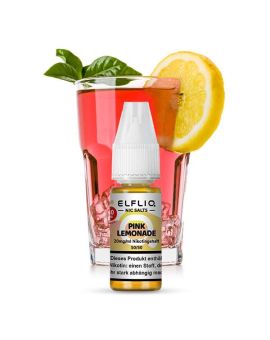 ELFLIQ
NIC SALTS
PINK
LEMONADE
20mg/ml Nikotingehalt
50/50
Dieses Produkt enthält
Nikotin: einen Stoff, der
sehr stark abhängig macht